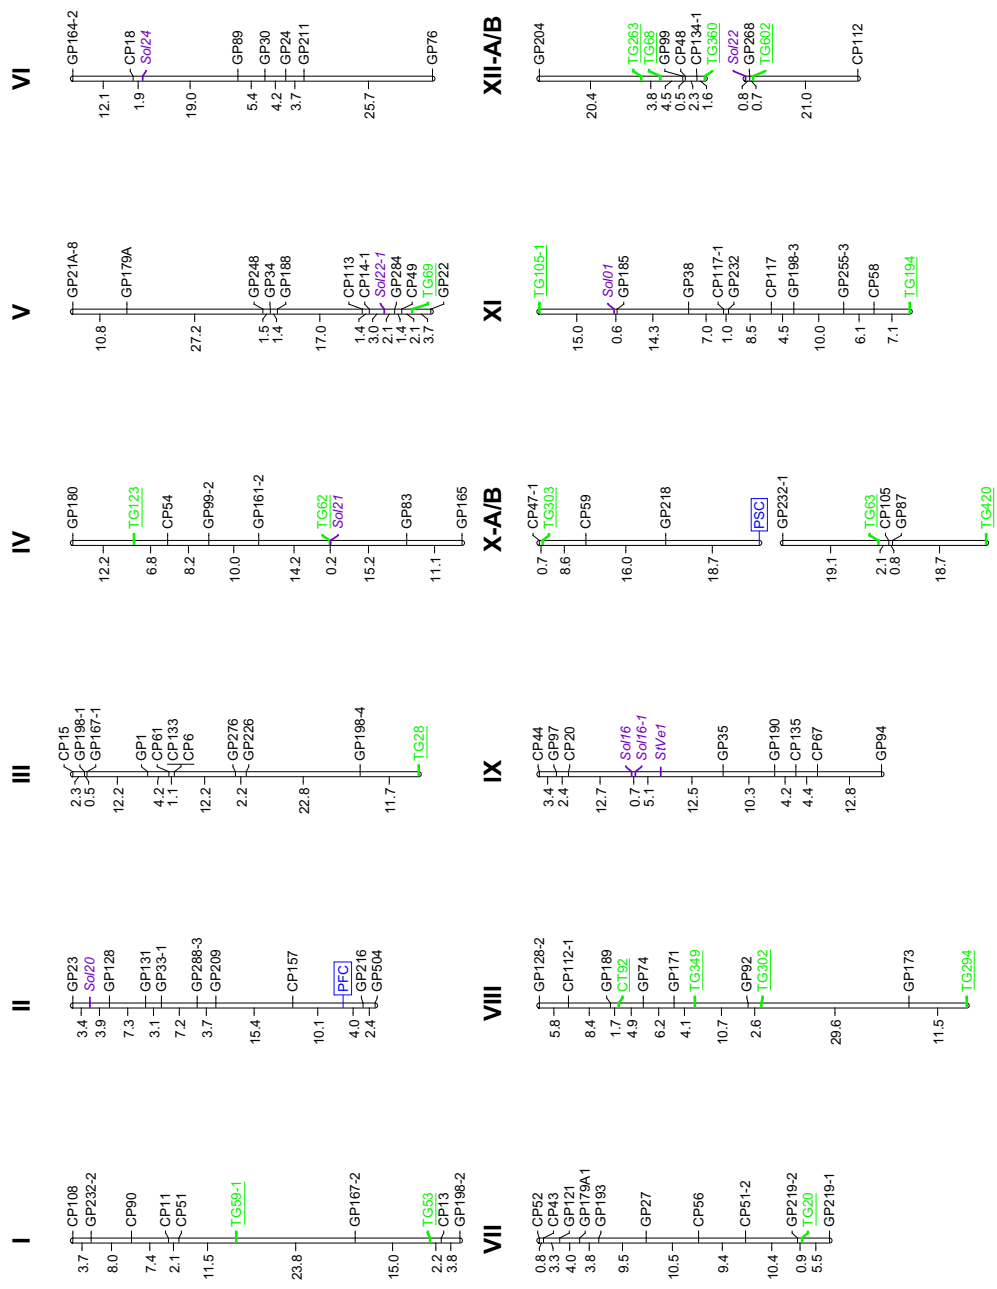 I
3.7
8.0
7.4
2.1
11.5
23.8
15.0
2.2
3.8
CP108
GP232-2
CP90
CP11
CP51
TG59-1
GP167-2
TG53
CP13
GP198-2
II
3.4
3.9
7.3
3.1
7.2
3.7
15.4
10.1
4.0
2.4
GP23
Sol20
GP128
GP131
GP33-1
GP288-3
GP209
CP157
PFC
GP216
GP504
III
2.3
0.5
12.2
4.2
1.1
12.2
2.2
22.8
11.7
CP15
GP198-1
GP167-1
GP1
CP61
CP133
CP6
GP276
GP226
GP198-4
TG28
IV
12.2
6.8
8.2
10.0
14.2
0.2
15.2
11.1
GP180
TG123
CP54
GP99-2
GP161-2
TG62
Sol21
GP83
GP165
V
10.8
27.2
1.5
1.4
17.0
1.4
3.0
2.1
1.4
2.1
3.7
GP21A-8
GP179A
GP248
GP34
GP188
CP113
CP14-1
Sol22-1
GP284
CP49
TG69
GP22
VI
12.1
1.9
19.0
5.4
4.2
3.7
25.7
GP164-2
CP18
Sol24
GP89
GP30
GP24
GP211
GP76
VII
0.8
3.3
4.0
3.8
9.5
10.5
9.4
10.4
0.9
5.5
CP52
CP43
GP121
GP179A1
GP193
GP27
CP56
CP51-2
GP219-2
TG20
GP219-1
VIII
5.8
8.4
1.7
4.9
6.2
4.1
10.7
2.6
29.6
11.5
GP128-2
CP112-1
GP189
CT92
GP74
GP171
TG349
GP92
TG302
GP173
TG294
IX
3.4
2.4
12.7
0.7
5.1
12.5
10.3
4.2
4.4
12.8
CP44
GP97
CP20
Sol16
Sol16-1
StVe1
GP35
GP190
CP135
CP67
GP94
X-A/B
0.7
8.6
16.0
18.7
19.1
2.1
0.8
18.7
CP47-1
TG303
CP59
GP218
PSC
GP232-1
TG63
CP105
GP87
TG420
XI
15.0
0.6
14.3
7.0
1.0
8.5
4.5
10.0
6.1
7.1
TG105-1
Sol01
GP185
GP38
CP117-1
GP232
CP117
GP198-3
GP255-3
CP58
TG194
XII-A/B
20.4
3.8
4.5
0.5
2.3
1.6
0.8
0.7
21.0
GP204
TG263
TG68
GP99
CP48
CP134-1
TG360
Sol22
GP268
TG602
CP112